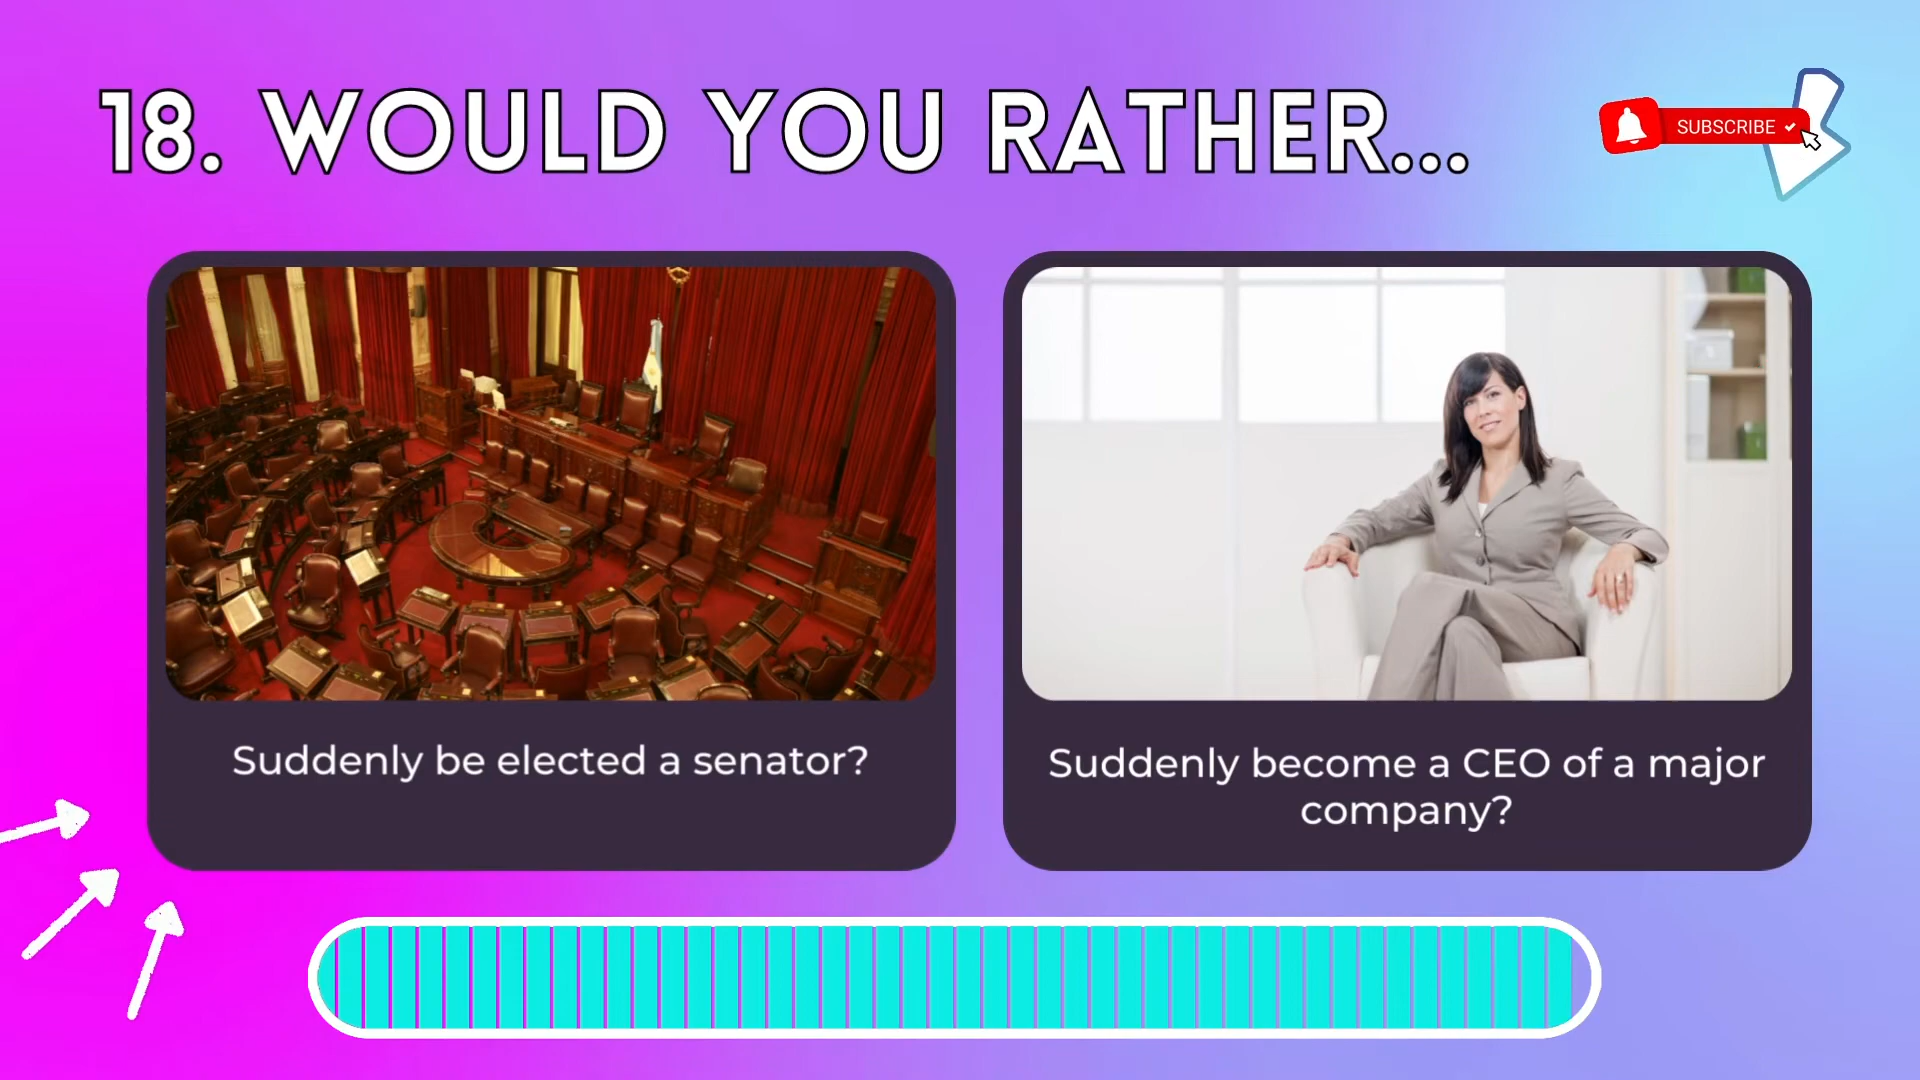 18. WOULD YOU RATHER...
SUBSCRIBE
Suddenly be elected a senator?
Suddenly become a CEO of a major
company?